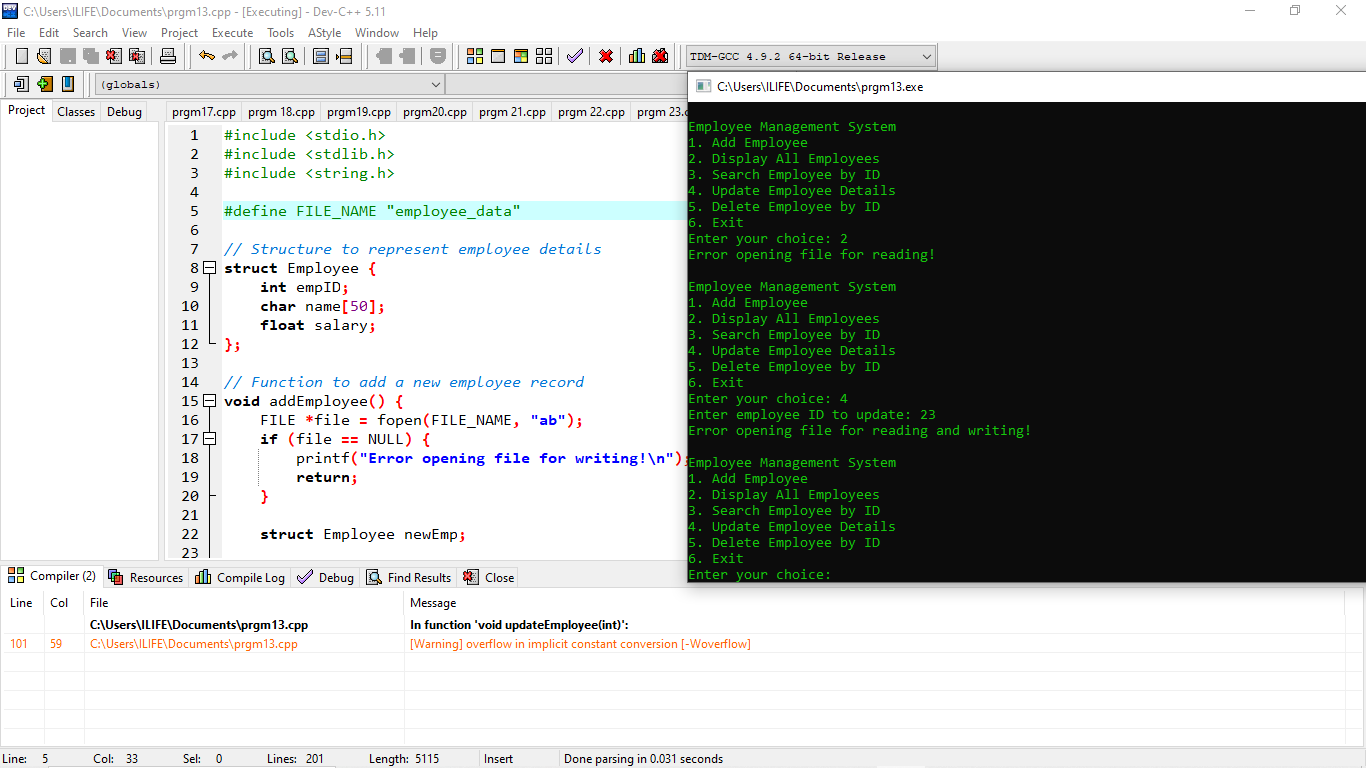 C:\Users\ILIFE\Documents\prgm13.cpp - [Executing] - Dev-C++ 5.11
File Edit Search View Project Execute Tools AStyle Window Help
TDM-GCC 4.9.2 64-bit Release
(globals)
Project Classes Debug
prgm17.cpp prgm 18.cpp prgm19.cpp prgm20.cpp prgm 21.cpp prgm 22.cpp prgm 23.c
1 #include <stdio.h>
2 #include <stdlib.h>
3 #include <string.h>
4
5 #define FILE_NAME "employee_data"
6
7 // Structure to represent employee details
8 struct Employee {
9 int empID;
10 char name[50];
11 float salary;
12 };
13
14 // Function to add a new employee record
15 void addEmployee() {
16 FILE *file = fopen(FILE_NAME, "ab");
17 if (file == NULL) {
18 printf("Error opening file for writing!\n");
19 return;
20 }
21
22 struct Employee newEmp;
23
C:\Users\ILIFE\Documents\prgm13.exe
Employee Management System
1. Add Employee
2. Display All Employees
3. Search Employee by ID
4. Update Employee Details
5. Delete Employee by ID
6. Exit
Enter your choice: 2
Error opening file for reading!
Employee Management System
1. Add Employee
2. Display All Employees
3. Search Employee by ID
4. Update Employee Details
5. Delete Employee by ID
6. Exit
Enter your choice: 4
Enter employee ID to update: 23
Error opening file for reading and writing!
Employee Management System
1. Add Employee
2. Display All Employees
3. Search Employee by ID
4. Update Employee Details
5. Delete Employee by ID
6. Exit
Enter your choice:
Compiler (2) Resources Compile Log Debug Find Results Close
Line Col File Message
C:\Users\ILIFE\Documents\prgm13.cpp In function 'void updateEmployee(int)':
101 59 C:\Users\ILIFE\Documents\prgm13.cpp [Warning] overflow in implicit constant conversion [-Woverflow]
Line: 5 Col: 33 Sel: 0 Lines: 201 Length: 5115 Insert Done parsing in 0.031 seconds